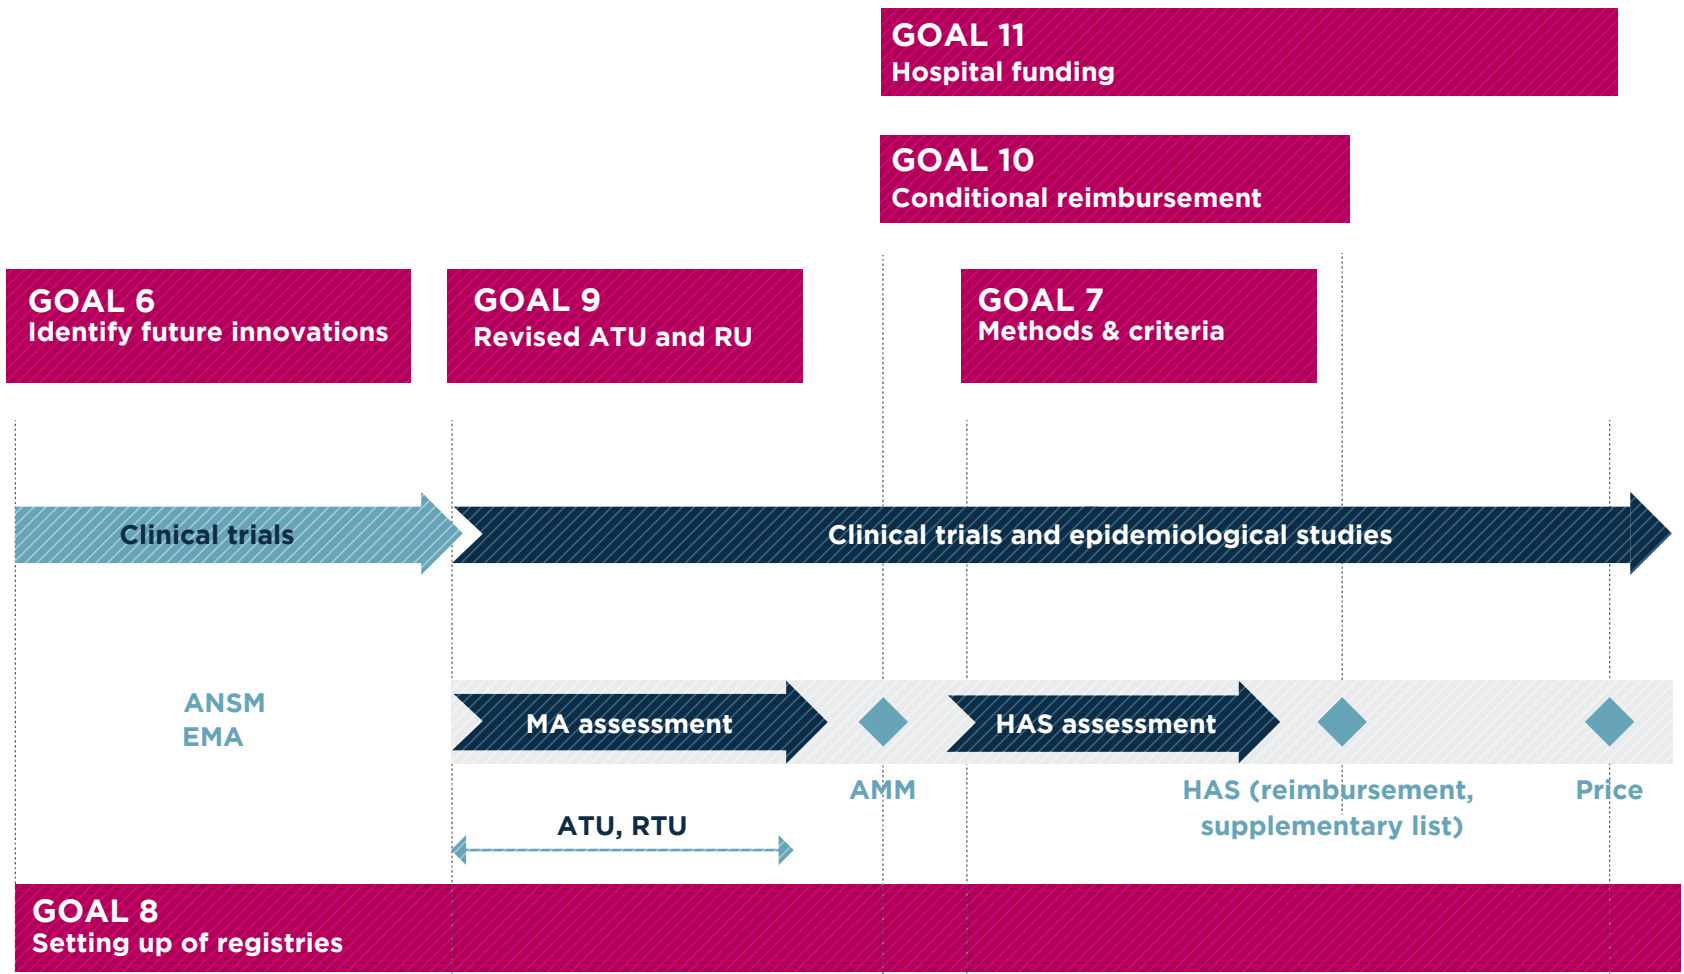 GOAL 11
Hospital funding
GOAL 10
Conditional reimbursement
GOAL 6
Identify future innovations
GOAL 9
Revised ATU and RU
GOAL 7
Methods & criteria
Clinical trials
Clinical trials and epidemiological studies
ANSM
EMA
MA assessment
HAS assessment
AMM
HAS (reimbursement,
supplementary list)
Price
ATU, RTU
GOAL 8
Setting up of registries